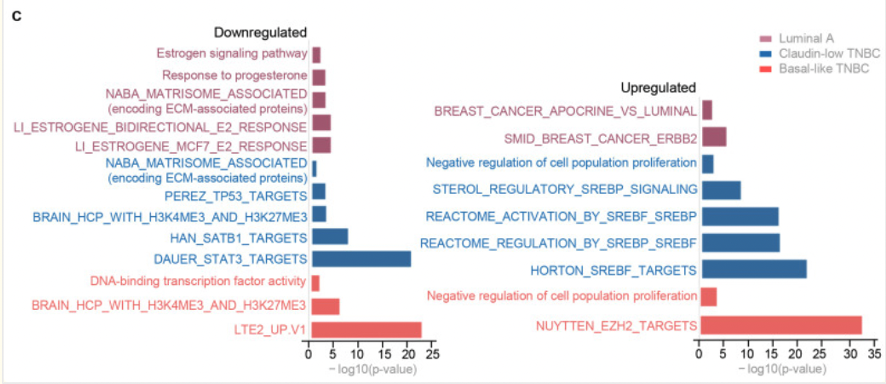 C
Downregulated
Estrogen signaling pathway
Response to progesterone
NABA_MATRISOME_ASSOCIATED
(encoding ECM-associated proteins)
LI_ESTROGENE_BIDIRECTIONAL_E2_RESPONSE
LI_ESTROGENE_MCF7_E2_RESPONSE
NABA_MATRISOME_ASSOCIATED
(encoding ECM-associated proteins)
PEREZ_TP53_TARGETS
BRAIN_HCP_WITH_H3K4ME3_AND_H3K27ME3
HAN_SATB1_TARGETS
DAUER_STAT3_TARGETS
DNA-binding transcription factor activity
BRAIN_HCP_WITH_H3K4ME3_AND_H3K27ME3
LTE2_UP.V1
0 5 10 15 20 25
−log10(p-value)
Luminal A
Claudin-low TNBC
Basal-like TNBC
Upregulated
BREAST_CANCER_APOCRINE_VS_LUMINAL
SMID_BREAST_CANCER_ERBB2
Negative regulation of cell population proliferation
STEROL_REGULATORY_SREBP_SIGNALING
REACTOME_ACTIVATION_BY_SREBF_SREBP
REACTOME_REGULATION_BY_SREBP_SREBF
HORTON_SREBF_TARGETS
Negative regulation of cell population proliferation
NUYTTEN_EZH2_TARGETS
0 5 10 15 20 25 30 35
−log10(p-value)